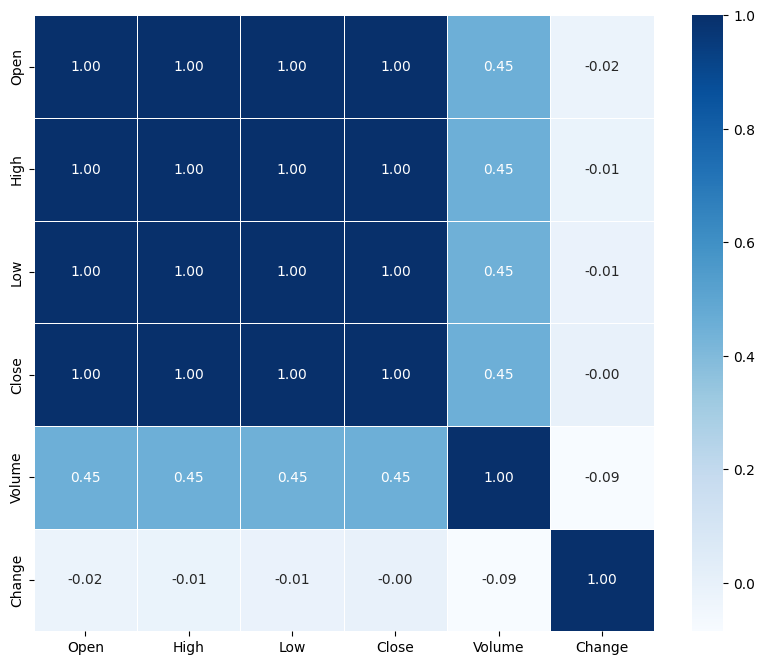 1.0
Open 1.00 1.00 1.00 1.00 0.45 -0.02
0.8
High 1.00 1.00 1.00 1.00 0.45 -0.01
0.6
Low 1.00 1.00 1.00 1.00 0.45 -0.01
0.4
Close 1.00 1.00 1.00 1.00 0.45 -0.00
0.2
Volume 0.45 0.45 0.45 0.45 1.00 -0.09
Change -0.02 -0.01 -0.01 -0.00 -0.09 1.00
0.0
Open High Low Close Volume Change